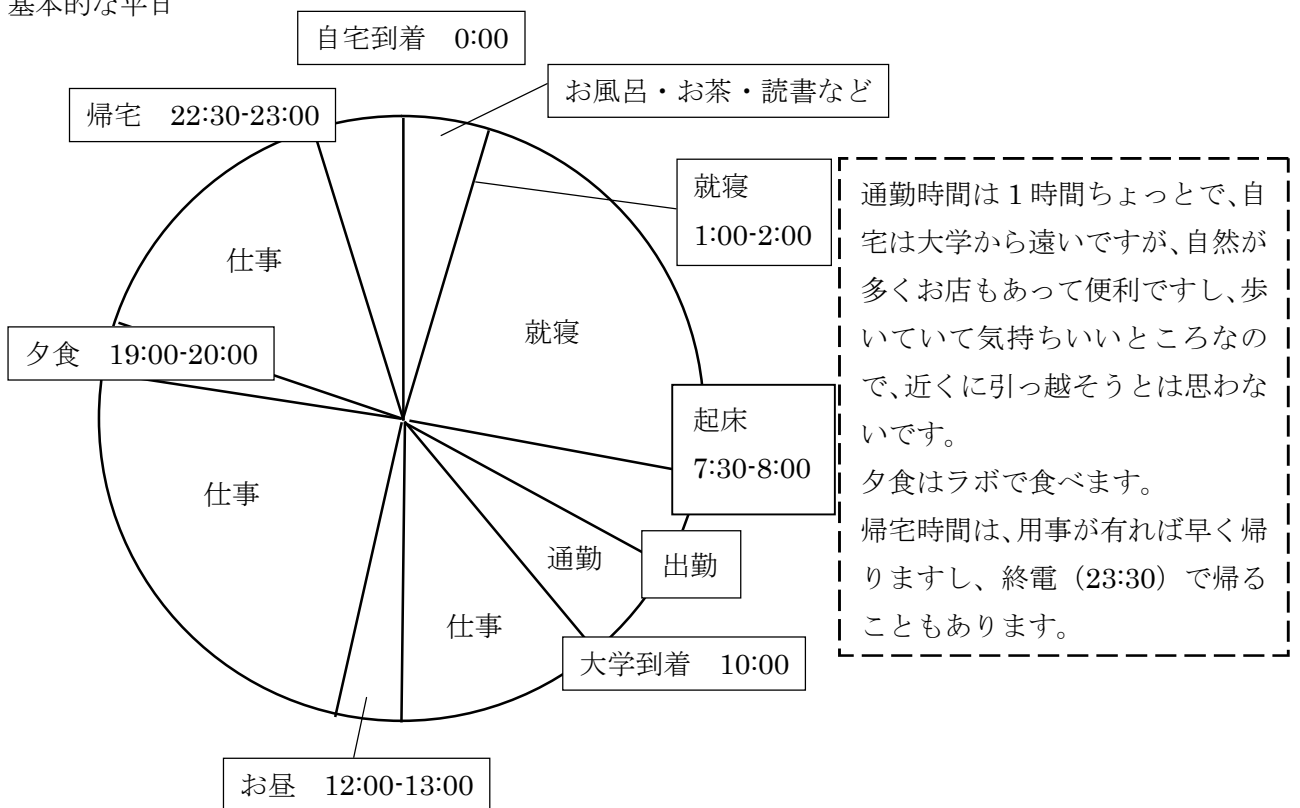 基本的な平日
自宅到着　0:00
お風呂・お茶・読書など
帰宅　22:30-23:00
就寝
1:00-2:00
仕事
就寝
夕食　19:00-20:00
起床
7:30-8:00
仕事
通勤
出勤
仕事
大学到着　10:00
お昼　12:00-13:00
通勤時間は 1 時間ちょっとで、自
宅は大学から遠いですが、自然が
多くお店もあって便利ですし、歩
いていて気持ちいいところなの
で、近くに引っ越そうとは思わな
いです。
夕食はラボで食べます。
帰宅時間は、用事が有れば早く帰
りますし、終電（23:30）で帰る
こともあります。